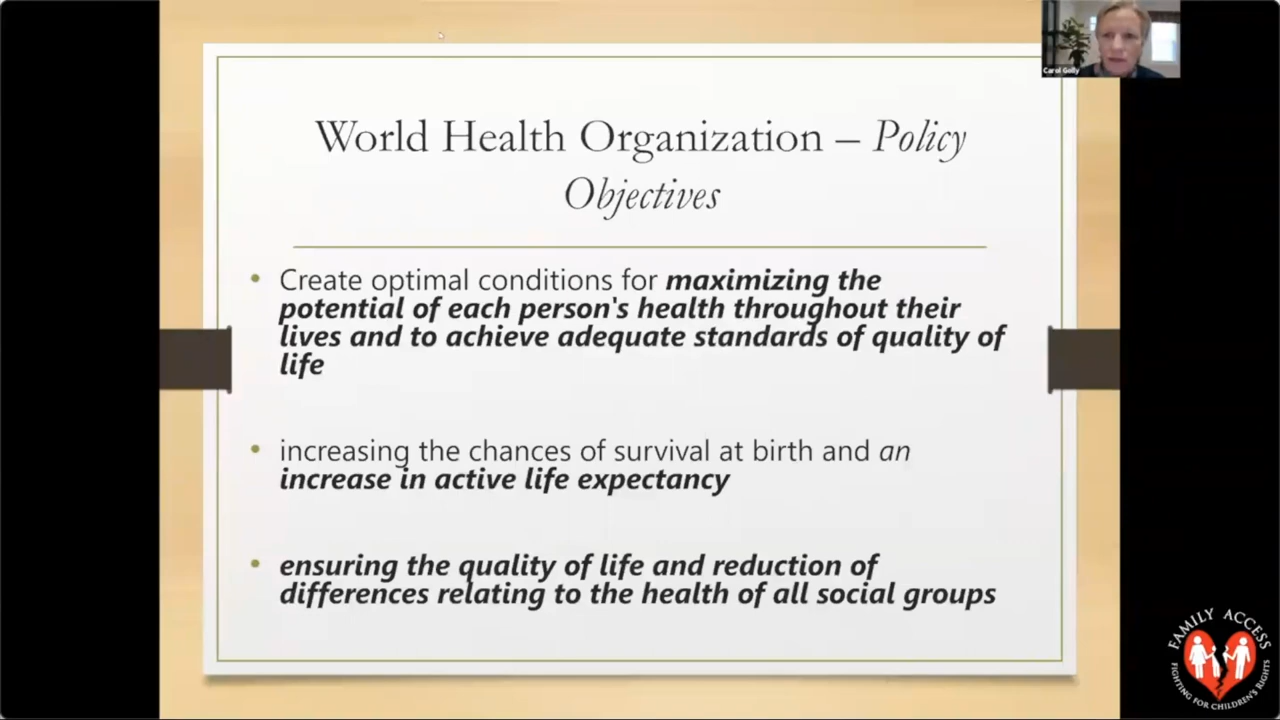 Carol Golly
World Health Organization – Policy
Objectives
• Create optimal conditions for maximizing the
potential of each person's health throughout their
lives and to achieve adequate standards of quality of
life
• increasing the chances of survival at birth and an
increase in active life expectancy
• ensuring the quality of life and reduction of
differences relating to the health of all social groups
FAMILY ACCESS
FIGHTING FOR CHILDREN'S RIGHTS